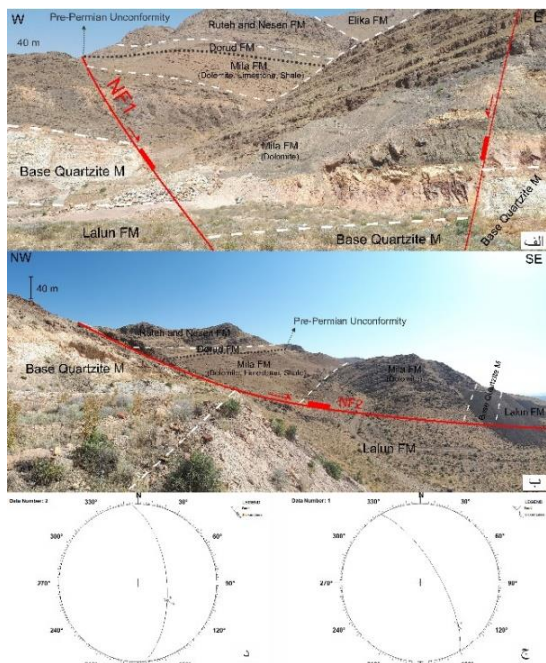 W
E
Pre-Permian Unconformity
Ruteh and Nesen FM
Elika FM
40 m
Dorud FM
Mila FM
(Dolomite, Limestone, Shale)
NF1
Mila FM
(Dolomite)
Base Quartzite M
Base Quartzite M
Lalun FM
Base Quartzite M
الف
NW
SE
40 m
Pre-Permian Unconformity
Ruteh and Nesen FM
Dorud FM
Mila FM
(Dolomite, Limestone, Shale)
Mila FM
Base Quartzite M
Base Quartzite M
NF2
Lalun FM
Lalun FM
ب
Data Number: 2
N
LEGEND
330°
30°
300°
60°
270°
90°
240°
120°
د
Data Number: 1
N
LEGEND
330°
30°
300°
60°
270°
90°
240°
120°
ج